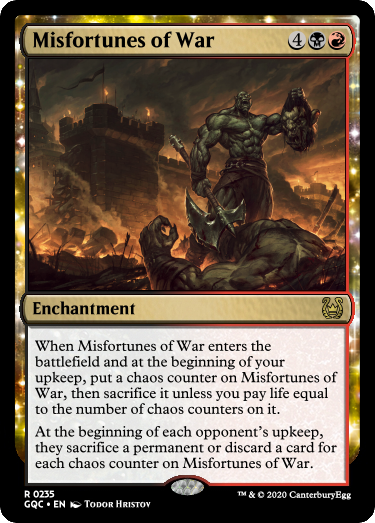 Misfortunes of War 4
Enchantment
When Misfortunes of War enters the
battlefield and at the beginning of your
upkeep, put a chaos counter on Misfortunes of
War, then sacrifice it unless you pay life equal
to the number of chaos counters on it.
At the beginning of each opponent's upkeep,
they sacrifice a permanent or discard a card for
each chaos counter on Misfortunes of War.
R 0235
GQC • EN Todor Hristov
™ & © 2020 CanterburyEgg